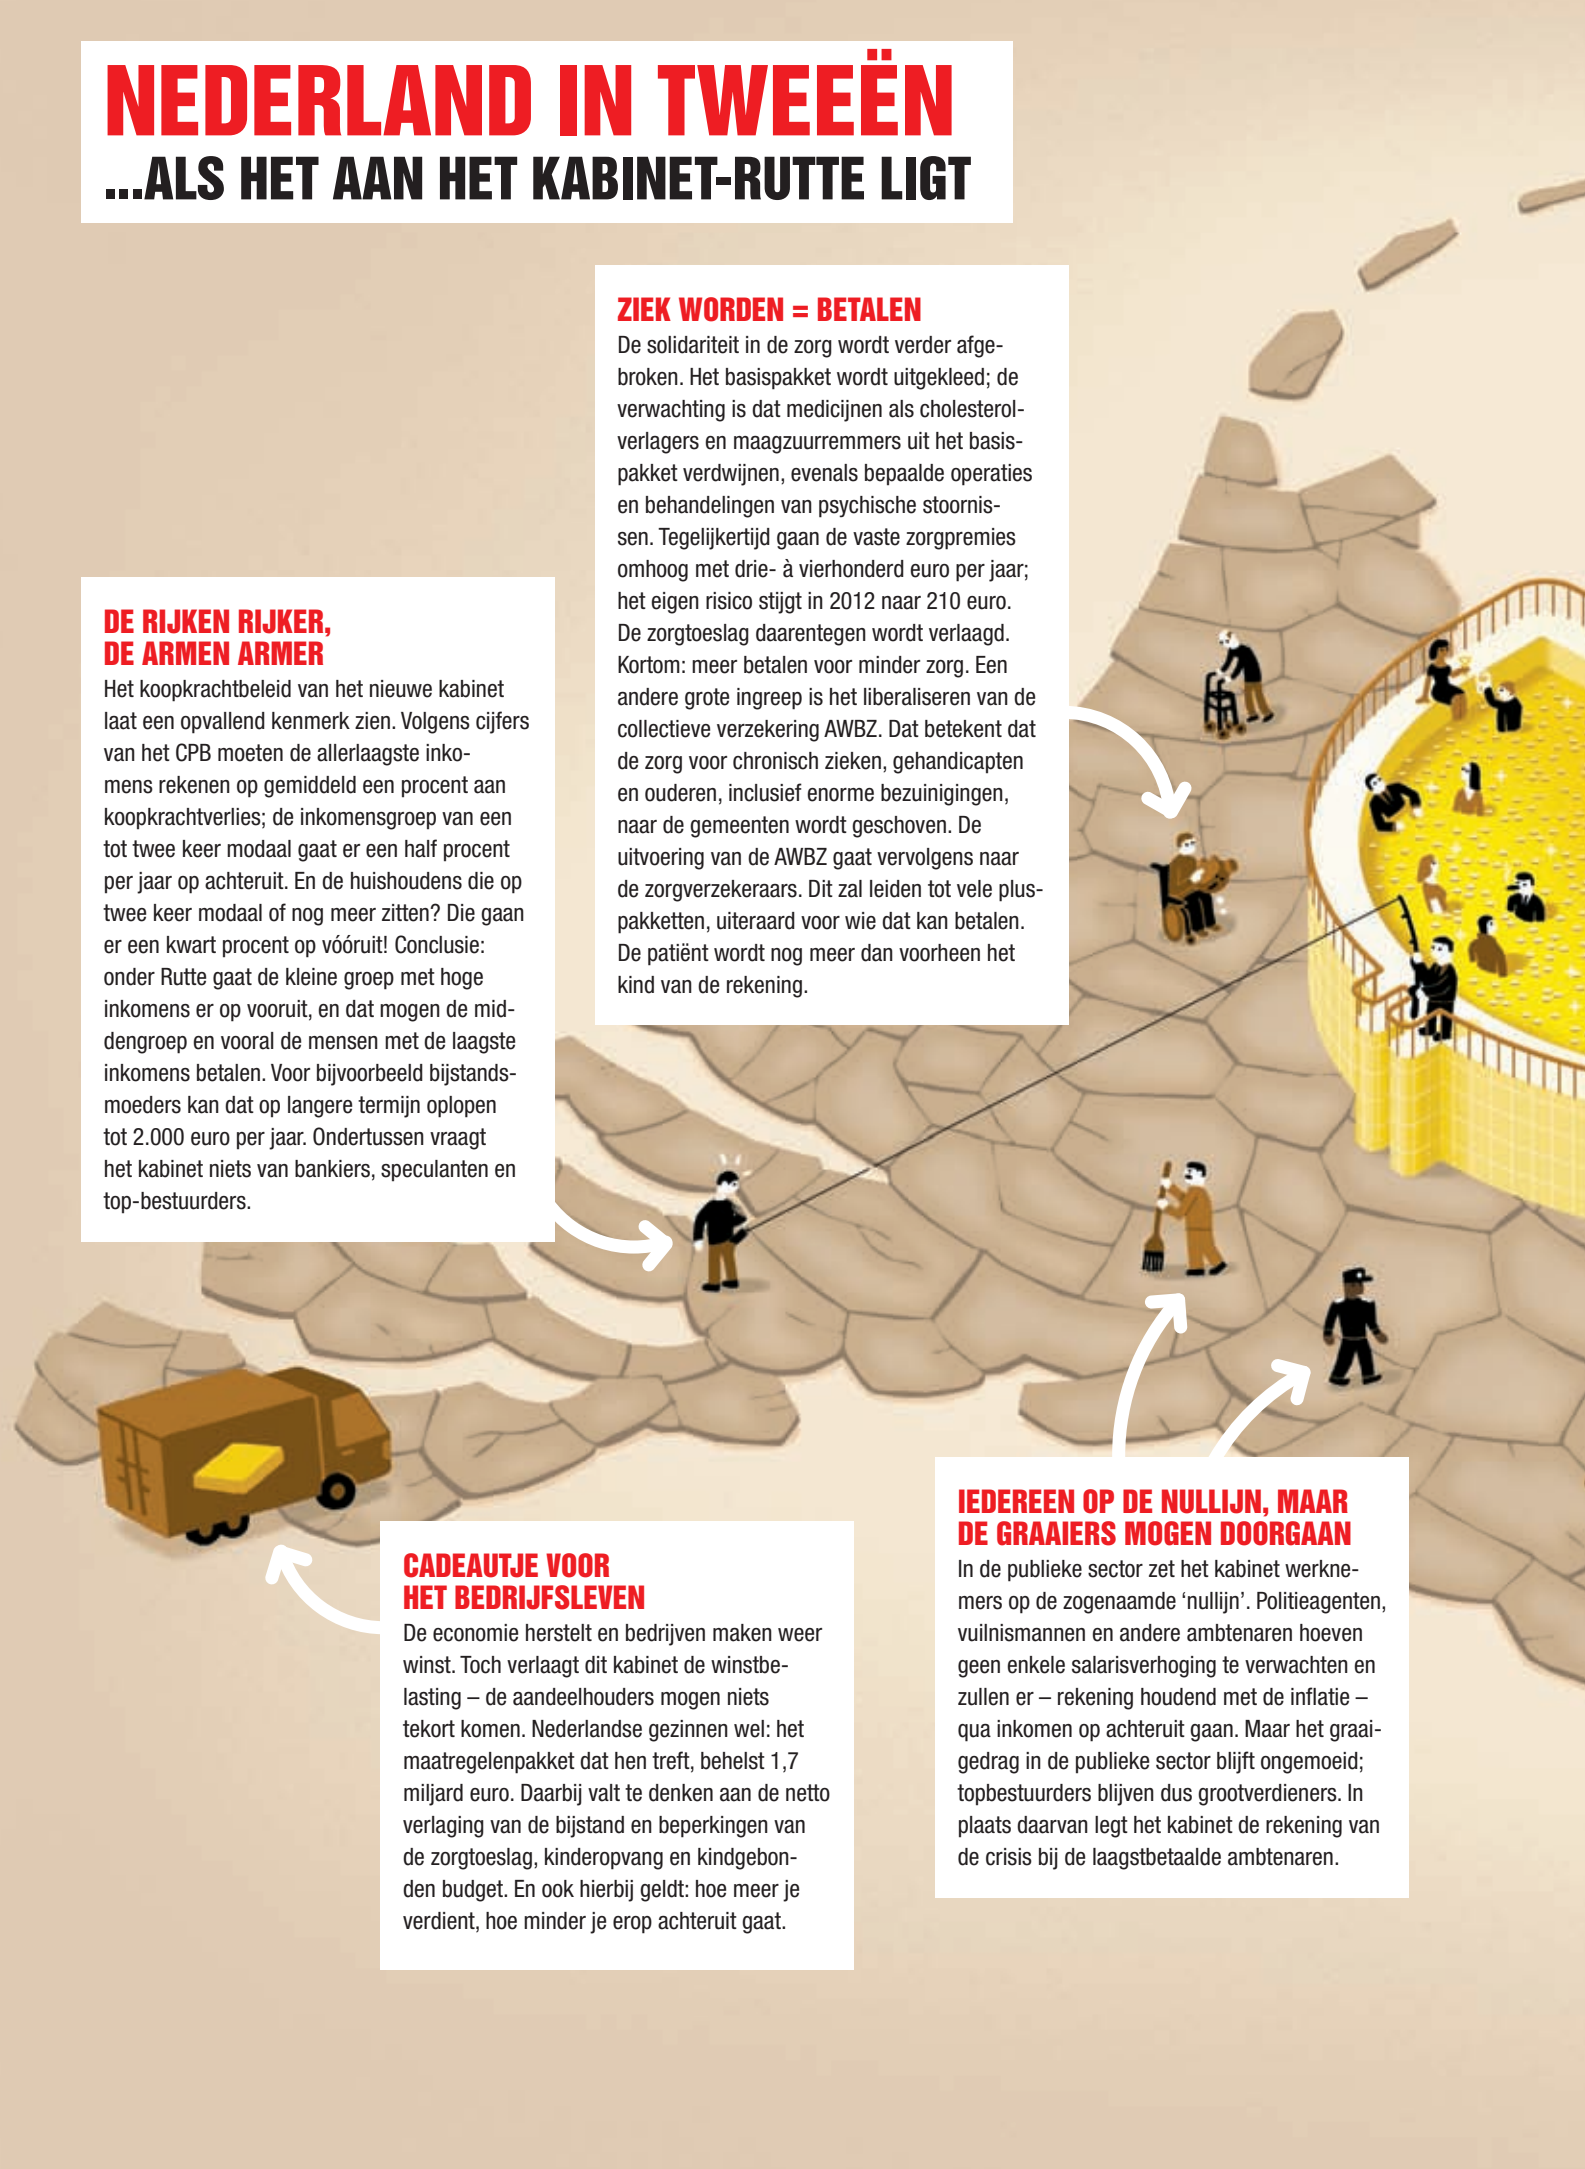 NEDERLAND IN TWEEËN
...ALS HET AAN HET KABINET-RUTTE LIGT
ZIEK WORDEN = BETALEN
De solidariteit in de zorg wordt verder afge-
broken. Het basispakket wordt uitgekleed; de
verwachting is dat medicijnen als cholesterol-
verlagers en maagzuurremmers uit het basis-
pakket verdwijnen, evenals bepaalde operaties
en behandelingen van psychische stoornis-
sen. Tegelijkertijd gaan de vaste zorgpremies
omhoog met drie- à vierhonderd euro per jaar;
het eigen risico stijgt in 2012 naar 210 euro.
De zorgtoeslag daarentegen wordt verlaagd.
Kortom: meer betalen voor minder zorg. Een
andere grote ingreep is het liberaliseren van de
collectieve verzekering AWBZ. Dat betekent dat
de zorg voor chronisch zieken, gehandicapten
en ouderen, inclusief enorme bezuinigingen,
naar de gemeenten wordt geschoven. De
uitvoering van de AWBZ gaat vervolgens naar
de zorgverzekeraars. Dit zal leiden tot vele plus-
pakketten, uiteraard voor wie dat kan betalen.
De patiënt wordt nog meer dan voorheen het
kind van de rekening.
DE RIJKEN RIJKER,
DE ARMEN ARMER
Het koopkrachtbeleid van het nieuwe kabinet
laat een opvallend kenmerk zien. Volgens cijfers
van het CPB moeten de allerlaagste inko-
mens rekenen op gemiddeld een procent aan
koopkrachtverlies; de inkomensgroep van een
tot twee keer modaal gaat er een half procent
per jaar op achteruit. En de huishoudens die op
twee keer modaal of nog meer zitten? Die gaan
er een kwart procent op vóóruit! Conclusie:
onder Rutte gaat de kleine groep met hoge
inkomens er op vooruit, en dat mogen de mid-
dengroep en vooral de mensen met de laagste
inkomens betalen. Voor bijvoorbeeld bijstands-
moeders kan dat op langere termijn oplopen
tot 2.000 euro per jaar. Ondertussen vraagt
het kabinet niets van bankiers, speculanten en
top-bestuurders.
CADEAUTJE VOOR
HET BEDRIJFSLEVEN
De economie herstelt en bedrijven maken weer
winst. Toch verlaagt dit kabinet de winstbe-
lasting – de aandeelhouders mogen niets
tekort komen. Nederlandse gezinnen wel: het
maatregelenpakket dat hen treft, behelst 1,7
miljard euro. Daarbij valt te denken aan de netto
verlaging van de bijstand en beperkingen van
de zorgtoeslag, kinderopvang en kindgebon-
den budget. En ook hierbij geldt: hoe meer je
verdient, hoe minder je erop achteruit gaat.
IEDEREEN OP DE NULLIJN, MAAR
DE GRAAIERS MOGEN DOORGAAN
In de publieke sector zet het kabinet werkne-
mers op de zogenaamde ‘nullijn’. Politieagenten,
vuilnismannen en andere ambtenaren hoeven
geen enkele salarisverhoging te verwachten en
zullen er – rekening houdend met de inflatie –
qua inkomen op achteruit gaan. Maar het graai-
gedrag in de publieke sector blijft ongemoeid;
topbestuurders blijven dus grootverdieners. In
plaats daarvan legt het kabinet de rekening van
de crisis bij de laagstbetaalde ambtenaren.